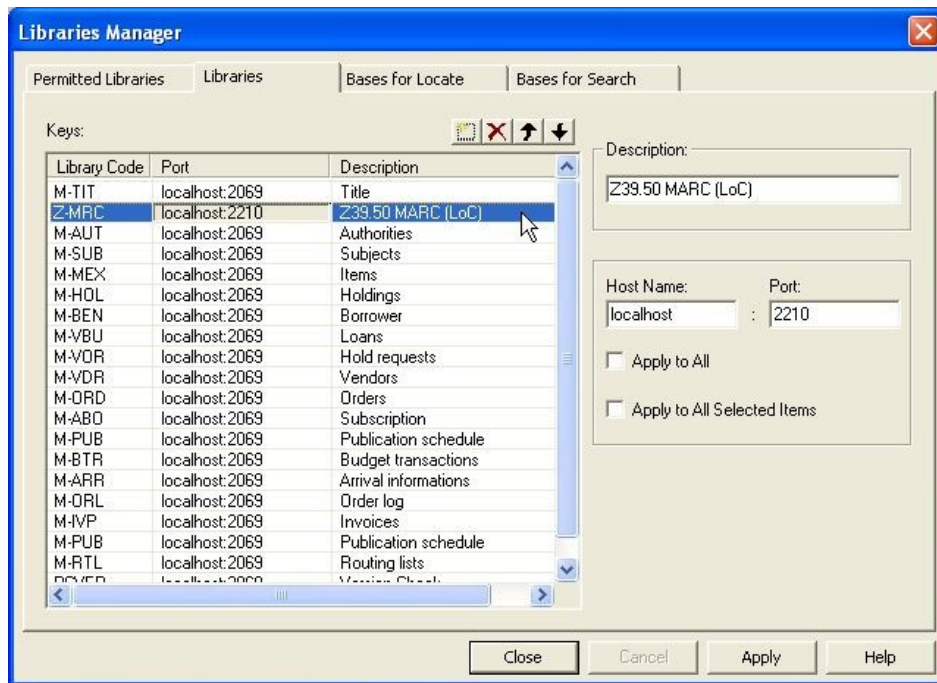 Libraries Manager
Permitted Libraries Libraries Bases for Locate Bases for Search
Keys:
Library Code Port Description
M-TIT localhost:2069 Title
Z-MRC localhost:2210 Z39.50 MARC (LoC)
M-AUT localhost:2069 Authorities
M-SUB localhost:2069 Subjects
M-MEX localhost:2069 Items
M-HOL localhost:2069 Holdings
M-BEN localhost:2069 Borrower
M-VBU localhost:2069 Loans
M-VOR localhost:2069 Hold requests
M-VDR localhost:2069 Vendors
M-ORD localhost:2069 Orders
M-ABO localhost:2069 Subscription
M-PUB localhost:2069 Publication schedule
M-BTR localhost:2069 Budget transactions
M-ARR localhost:2069 Arrival informations
M-ORL localhost:2069 Order log
M-IVP localhost:2069 Invoices
M-PUB localhost:2069 Publication schedule
M-RTL localhost:2069 Routing lists
Description:
Z39.50 MARC (LoC)
Host Name: Port:
localhost : 2210
Apply to All
Apply to All Selected Items
Close Cancel Apply Help